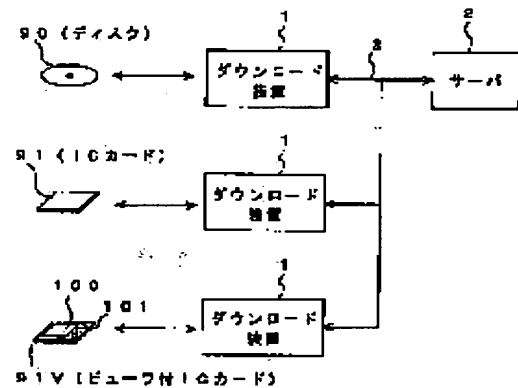 90 (ディスク)
1
ダウンロード
装置
3
2
サーバ
91 (ICカード)
1
ダウンロード
装置
100
101
1
ダウンロード
装置
91V (ビューワ付ICカード)